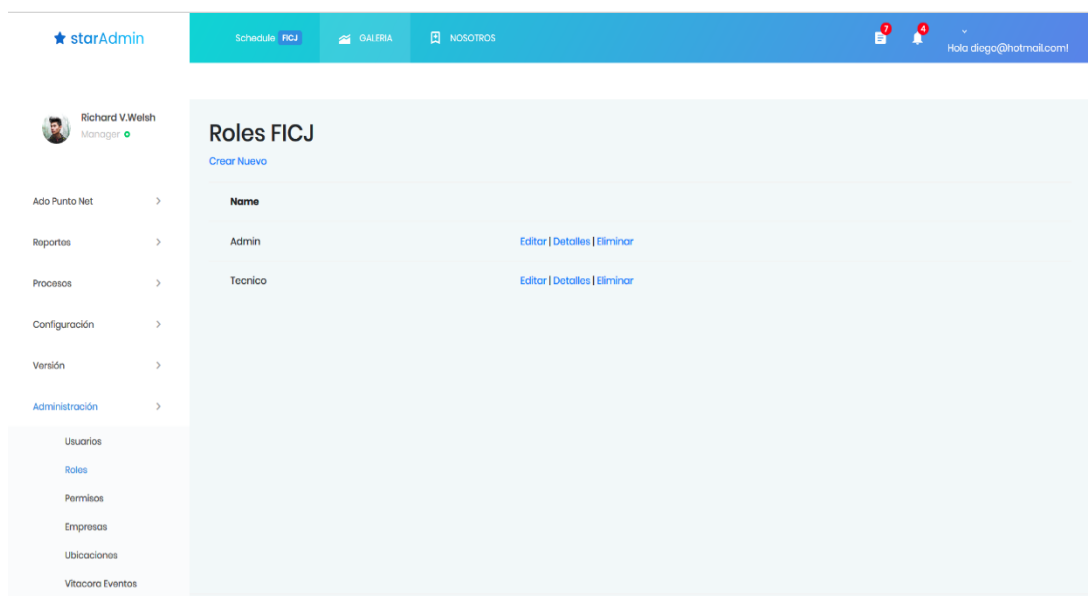 starAdmin
Schedule FICJ
GALERIA
NOSOTROS
7
4
Hola diego@hotmail.com!
Richard V.Welsh
Manager
Ado Punto Net
Reportes
Procesos
Configuración
Versión
Administración
Usuarios
Roles
Permisos
Empresas
Ubicaciones
Vitacora Eventos
Roles FICJ
Crear Nuevo
Name
Admin Editar | Detalles | Eliminar
Tecnico Editar | Detalles | Eliminar